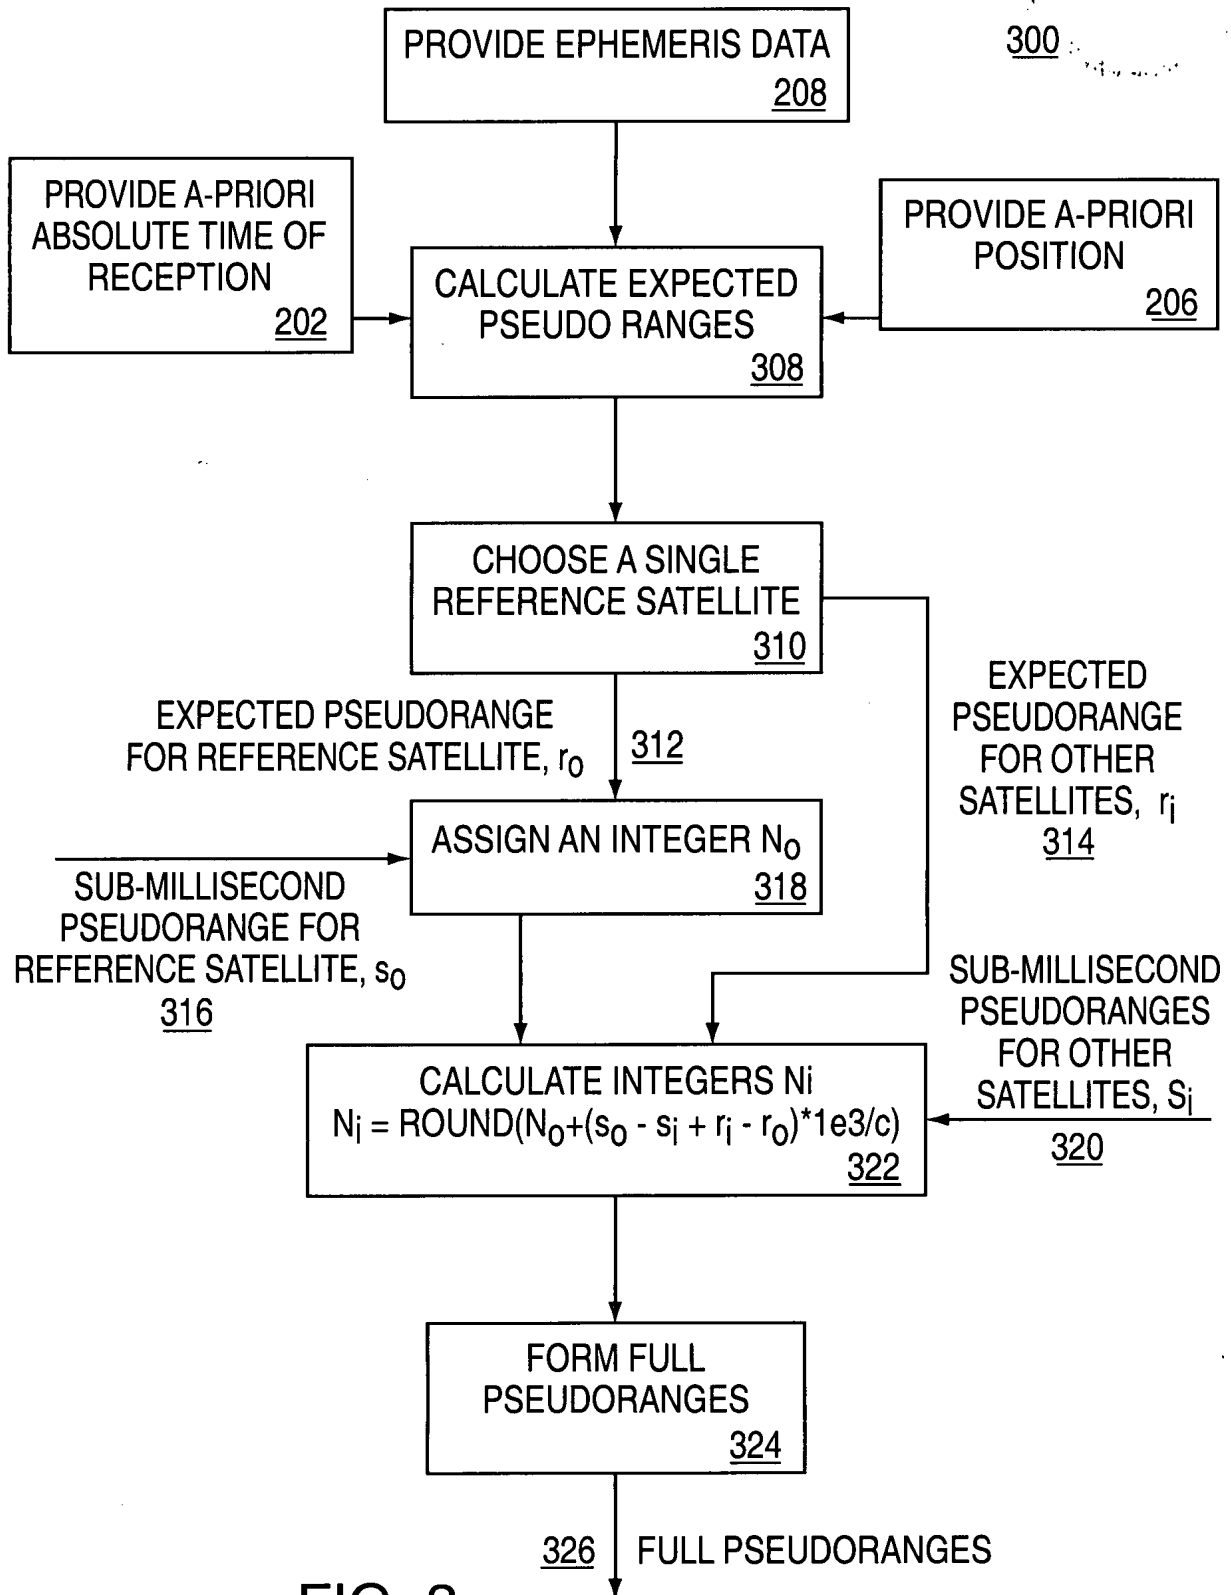 PROVIDE EPHEMERIS DATA
208
300
PROVIDE A-PRIORI
ABSOLUTE TIME OF
RECEPTION
202
PROVIDE A-PRIORI
POSITION
206
CALCULATE EXPECTED
PSEUDO RANGES
308
CHOOSE A SINGLE
REFERENCE SATELLITE
310
EXPECTED PSEUDORANGE
FOR REFERENCE SATELLITE, r₀
312
EXPECTED
PSEUDORANGE
FOR OTHER
SATELLITES, rᵢ
314
ASSIGN AN INTEGER N₀
318
SUB-MILLISECOND
PSEUDORANGE FOR
REFERENCE SATELLITE, s₀
316
SUB-MILLISECOND
PSEUDORANGES
FOR OTHER
SATELLITES, Sᵢ
320
CALCULATE INTEGERS Ni
Nᵢ = ROUND(N₀+(s₀ - sᵢ + rᵢ - r₀)*1e3/c)
322
FORM FULL
PSEUDORANGES
324
326 FULL PSEUDORANGES
FIG.